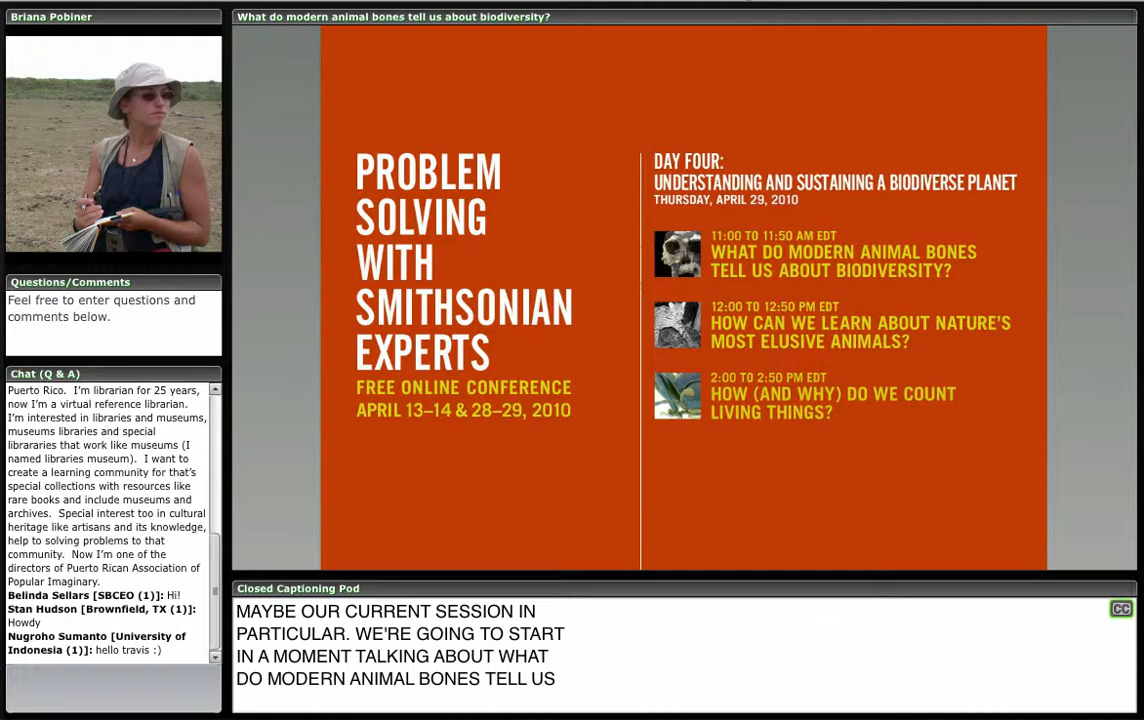 Briana Pobiner
What do modern animal bones tell us about biodiversity?
PROBLEM
SOLVING
WITH
SMITHSONIAN
EXPERTS
FREE ONLINE CONFERENCE
APRIL 13–14 & 28–29, 2010
DAY FOUR:
UNDERSTANDING AND SUSTAINING A BIODIVERSE PLANET
THURSDAY, APRIL 29, 2010
11:00 TO 11:50 AM EDT
WHAT DO MODERN ANIMAL BONES
TELL US ABOUT BIODIVERSITY?
12:00 TO 12:50 PM EDT
HOW CAN WE LEARN ABOUT NATURE'S
MOST ELUSIVE ANIMALS?
2:00 TO 2:50 PM EDT
HOW (AND WHY) DO WE COUNT
LIVING THINGS?
Questions/Comments
Feel free to enter questions and
comments below.
Chat (Q & A)
Puerto Rico. I'm librarian for 25 years,
now I'm a virtual reference librarian.
I'm interested in libraries and museums,
museums libraries and special
librararies that work like museums (I
named libraries museum). I want to
create a learning community for that's
special collections with resources like
rare books and include museums and
archives. Special interest too in cultural
heritage like artisans and its knowledge,
help to solving problems to that
community. Now I'm one of the
directors of Puerto Rican Association of
Popular Imaginary.
Belinda Sellars [SBCEO (1)]: Hi!
Stan Hudson [Brownfield, TX (1)]:
Howdy
Nugroho Sumanto [University of
Indonesia (1)]: hello travis :)
Closed Captioning Pod
CC
MAYBE OUR CURRENT SESSION IN
PARTICULAR. WE'RE GOING TO START
IN A MOMENT TALKING ABOUT WHAT
DO MODERN ANIMAL BONES TELL US